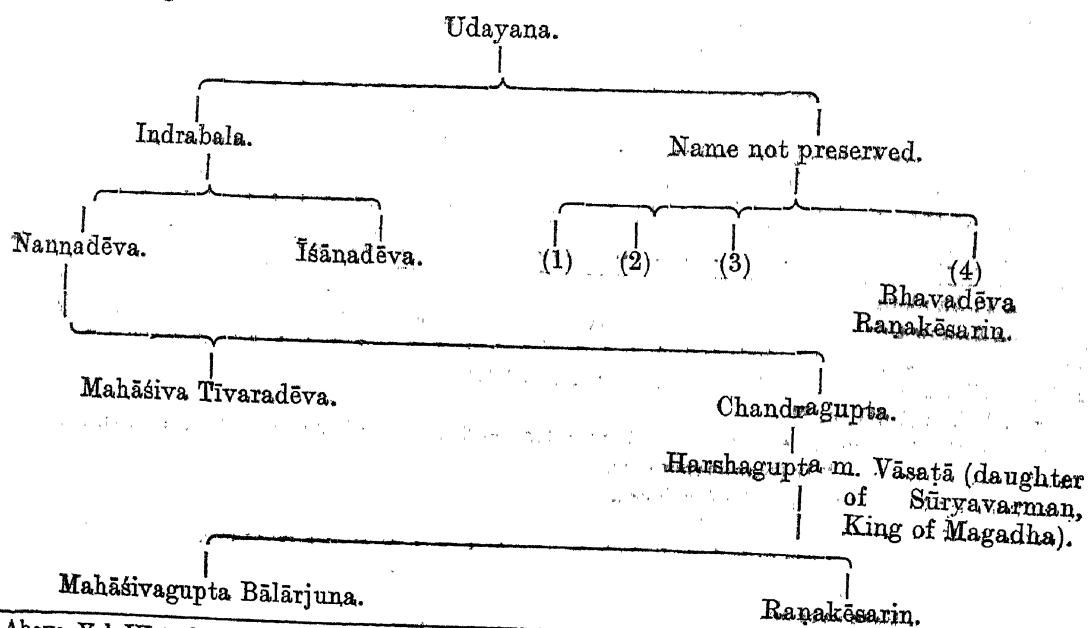 Udayana.
Indrabala. Name not preserved.
Nannadēva. Īśānadēva. (1) (2) (3) (4)
Bhavadēva
Raṇakēsarin.
Mahāśiva Tīvaradēva. Chandragupta.
Harshagupta m. Vāsaṭā (daughter
of Sūryavarman,
King of Magadha).
Mahāśivagupta Bālārjuna. Raṇakēsarin.